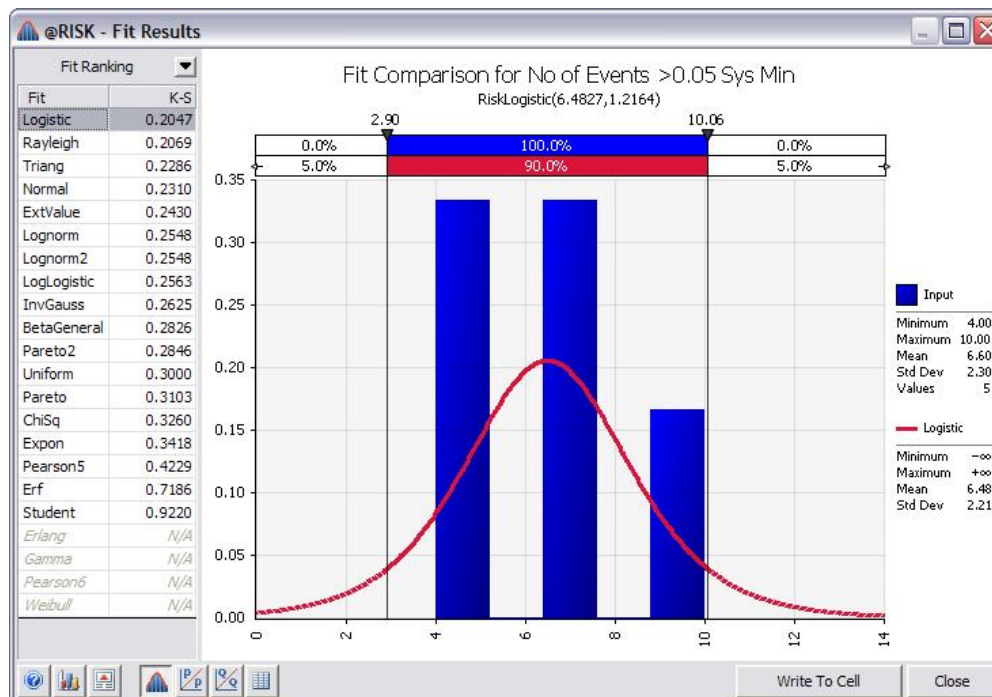 @RISK - Fit Results
Fit Ranking
Fit K-S
Logistic 0.2047
Rayleigh 0.2069
Triang 0.2286
Normal 0.2310
ExtValue 0.2430
Lognorm 0.2548
Lognorm2 0.2548
LogLogistic 0.2563
InvGauss 0.2625
BetaGeneral 0.2826
Pareto2 0.2846
Uniform 0.3000
Pareto 0.3103
ChiSq 0.3260
Expon 0.3418
Pearson5 0.4229
Erf 0.7186
Student 0.9220
Erlang N/A
Gamma N/A
Pearson6 N/A
Weibull N/A
Fit Comparison for No of Events >0.05 Sys Min
RiskLogistic(6.4827,1.2164)
2.90 10.06
0.0% 100.0% 0.0%
5.0% 90.0% 5.0%
0.35
0.30
0.25
0.20
0.15
0.10
0.05
0.00
0 2 4 6 8 10 12 14
Input
Minimum 4.00
Maximum 10.00
Mean 6.60
Std Dev 2.30
Values 5
Logistic
Minimum −∞
Maximum +∞
Mean 6.48
Std Dev 2.21
P/P Q/Q
Write To Cell Close